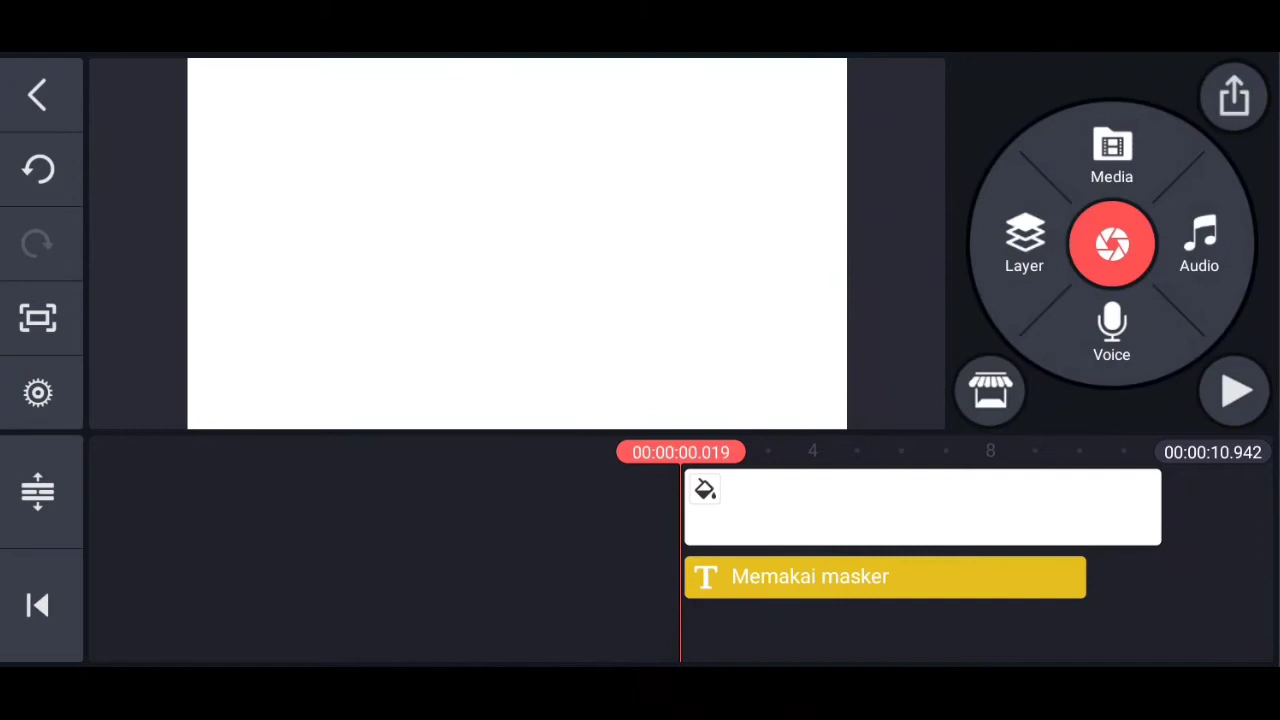 Media
Layer
Audio
Voice
00:00:00.019
4
8
00:00:10.942
T Memakai masker